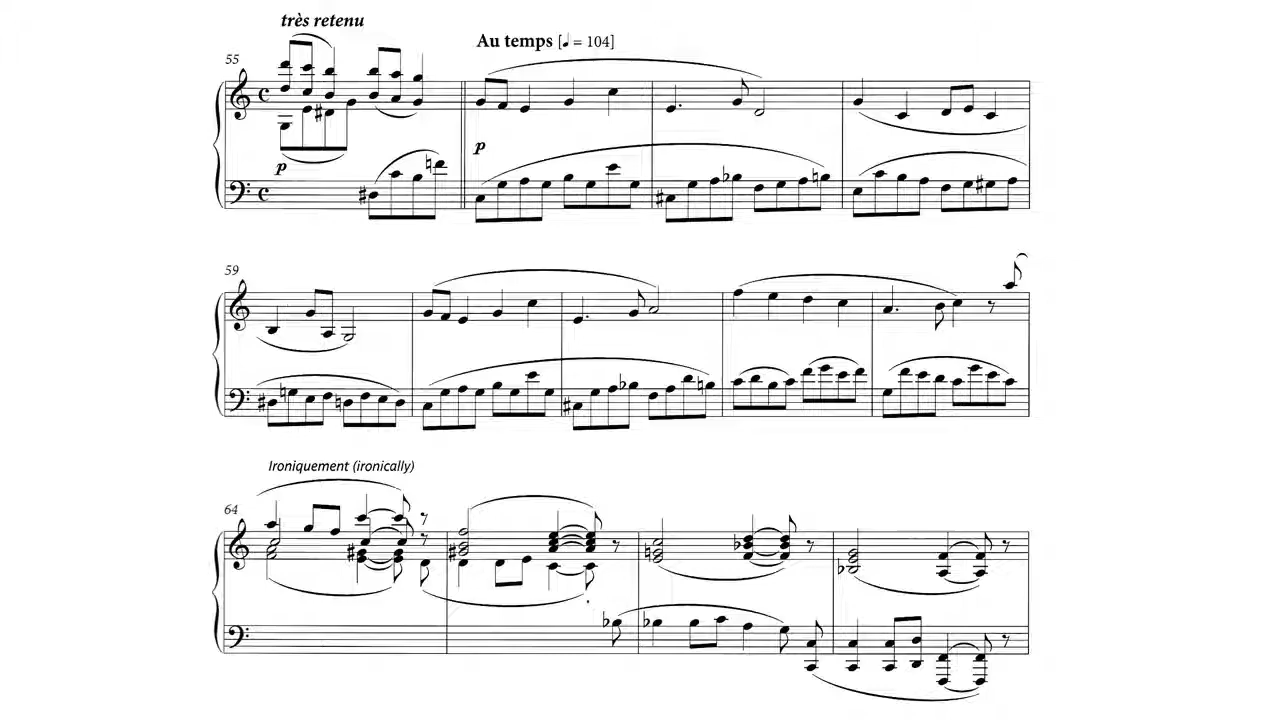 très retenu
Au temps [♩ = 104]
55
p
p
59
Ironiquement (ironically)
64